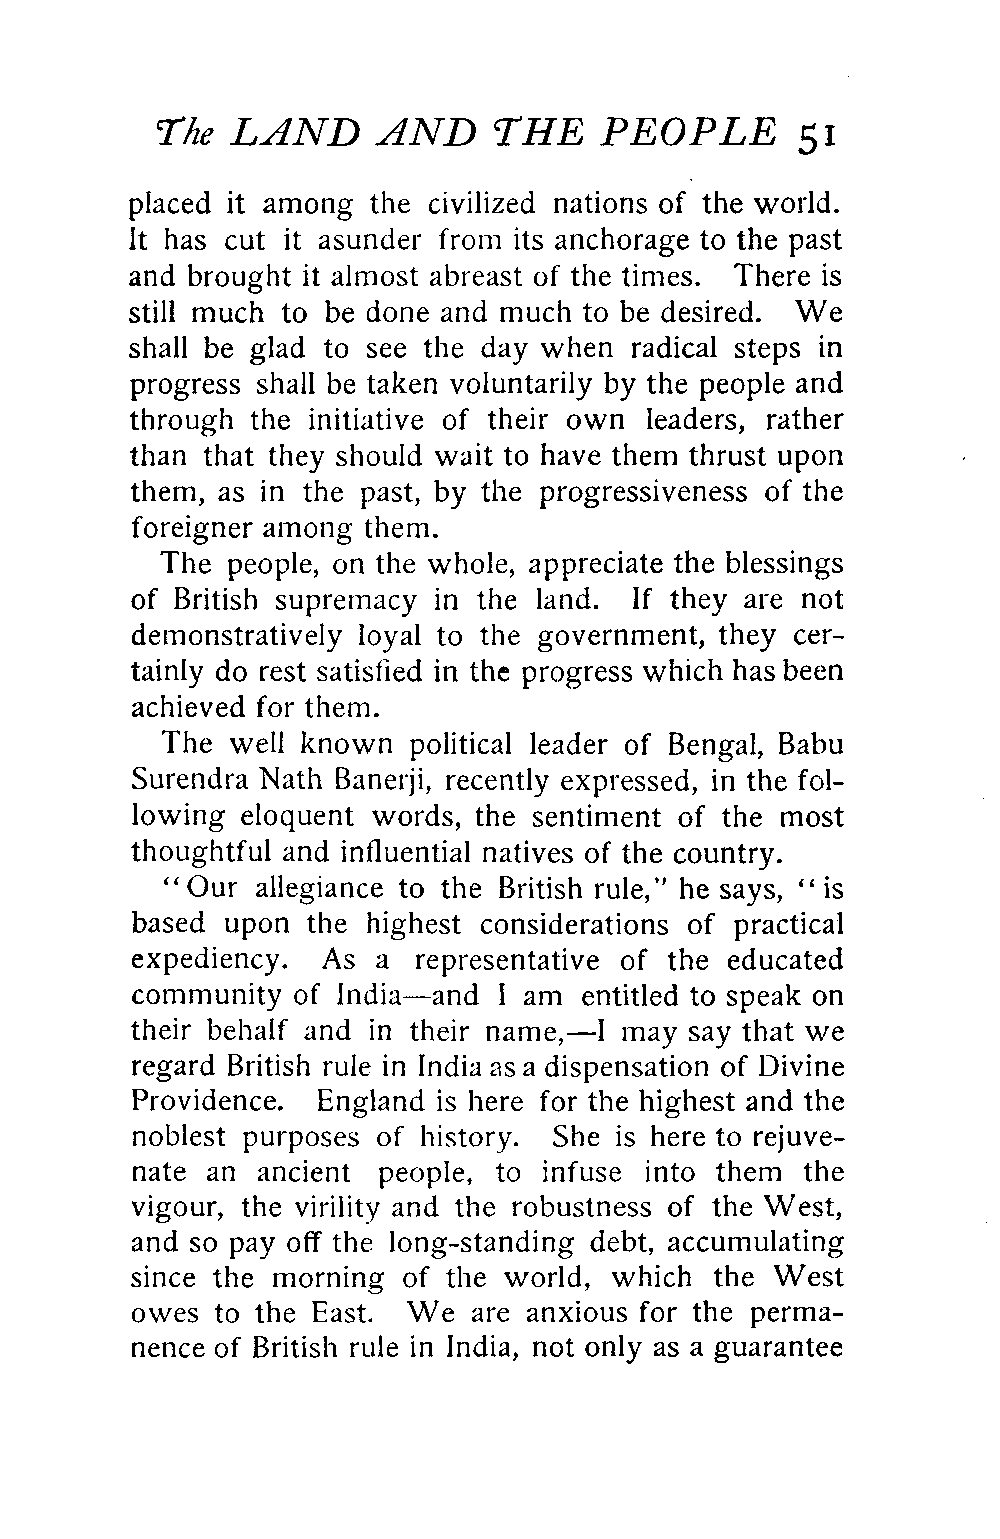 The LAND AND THE PEOPLE 51
placed it among the civilized nations of the world.
It has cut it asunder from its anchorage to the past
and brought it almost abreast of the times. There is
still much to be done and much to be desired. We
shall be glad to see the day when radical steps in
progress shall be taken voluntarily by the people and
through the initiative of their own leaders, rather
than that they should wait to have them thrust upon
them, as in the past, by the progressiveness of the
foreigner among them.
The people, on the whole, appreciate the blessings
of British supremacy in the land. If they are not
demonstratively loyal to the government, they cer-
tainly do rest satisfied in the progress which has been
achieved for them.
The well known political leader of Bengal, Babu
Surendra Nath Banerji, recently expressed, in the fol-
lowing eloquent words, the sentiment of the most
thoughtful and influential natives of the country.
"Our allegiance to the British rule," he says, "is
based upon the highest considerations of practical
expediency. As a representative of the educated
community of India—and I am entitled to speak on
their behalf and in their name,—I may say that we
regard British rule in India as a dispensation of Divine
Providence. England is here for the highest and the
noblest purposes of history. She is here to rejuve-
nate an ancient people, to infuse into them the
vigour, the virility and the robustness of the West,
and so pay off the long-standing debt, accumulating
since the morning of the world, which the West
owes to the East. We are anxious for the perma-
nence of British rule in India, not only as a guarantee